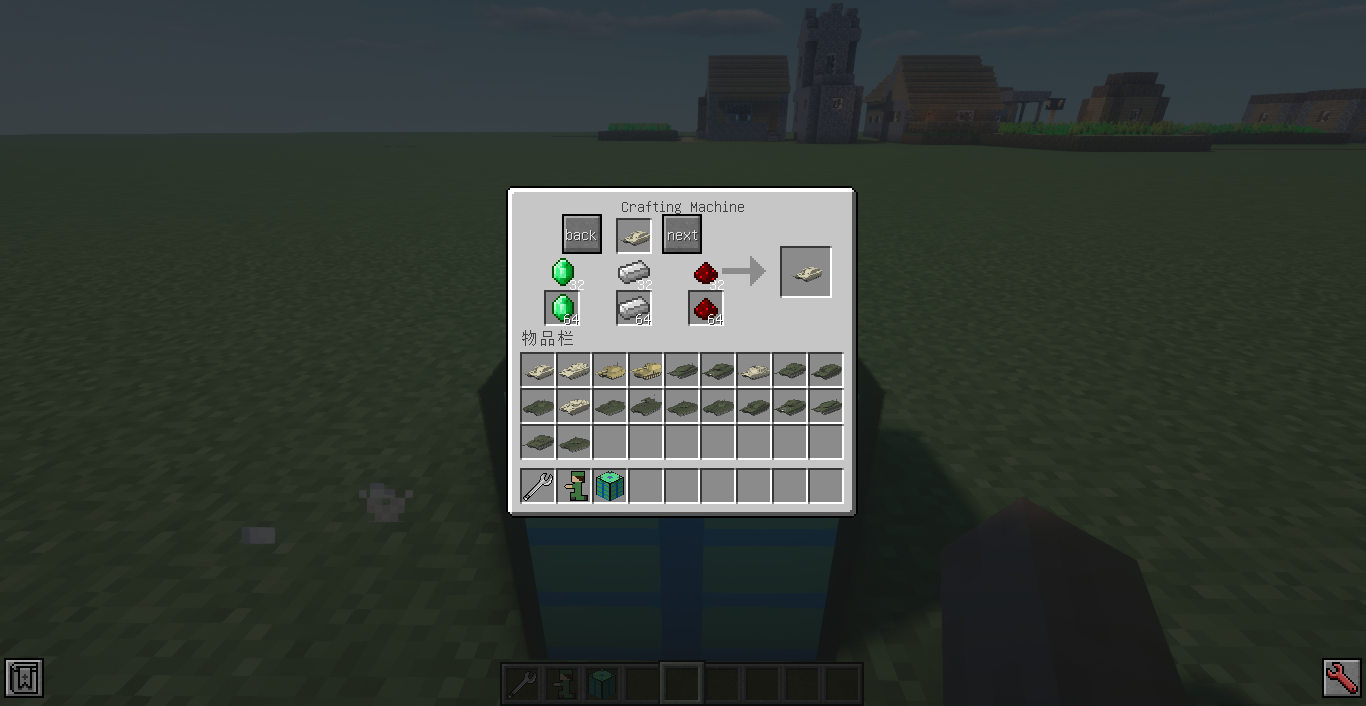 Crafting Machine
back next
32 32 32
64 64 64
物品栏